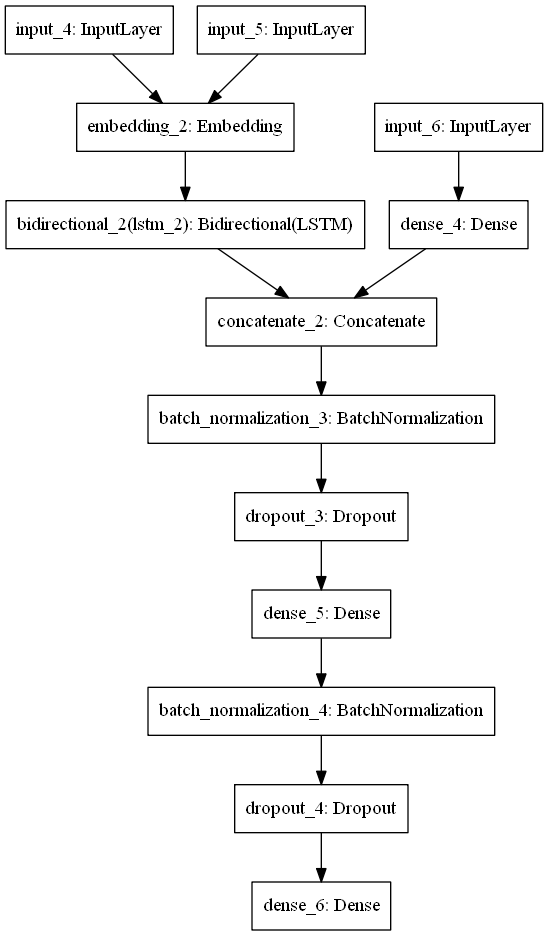 input_4: InputLayer
input_5: InputLayer
embedding_2: Embedding
input_6: InputLayer
bidirectional_2(lstm_2): Bidirectional(LSTM)
dense_4: Dense
concatenate_2: Concatenate
batch_normalization_3: BatchNormalization
dropout_3: Dropout
dense_5: Dense
batch_normalization_4: BatchNormalization
dropout_4: Dropout
dense_6: Dense